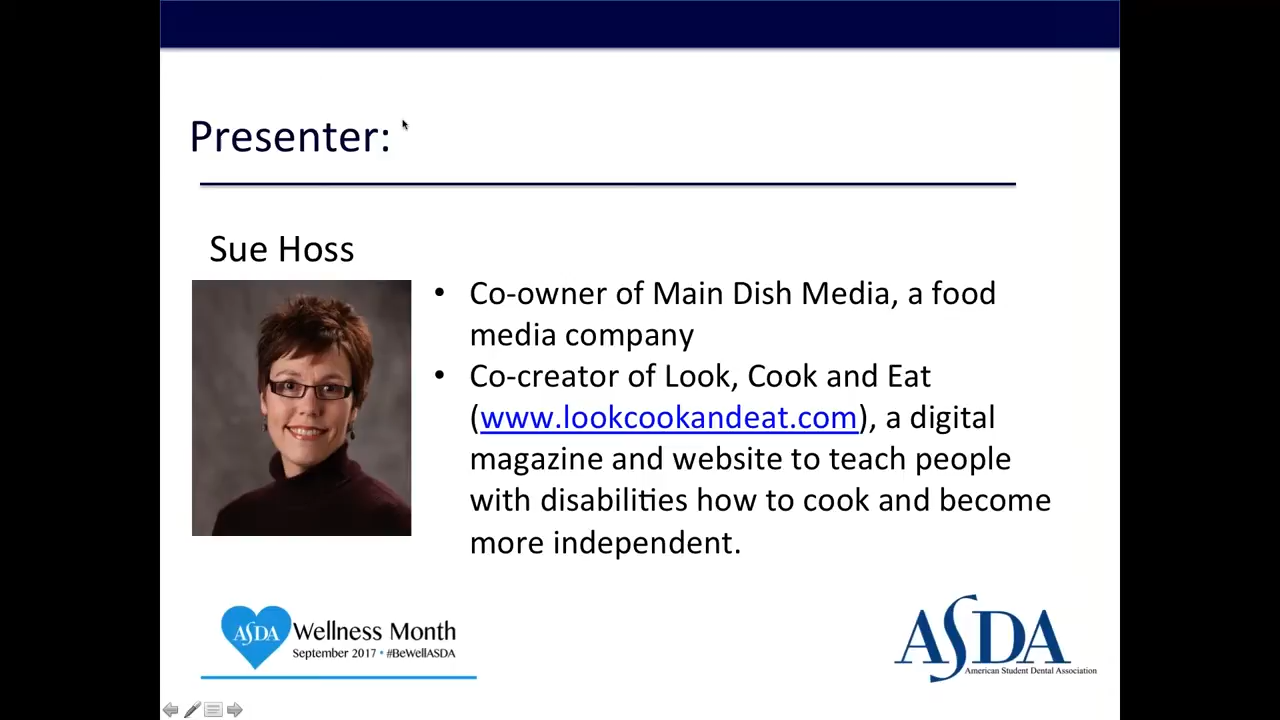 Presenter:
Sue Hoss
• Co-owner of Main Dish Media, a food
media company
• Co-creator of Look, Cook and Eat
(www.lookcookandeat.com), a digital
magazine and website to teach people
with disabilities how to cook and become
more independent.
ASDA Wellness Month
September 2017 • #BeWellASDA
ASDA
American Student Dental Association